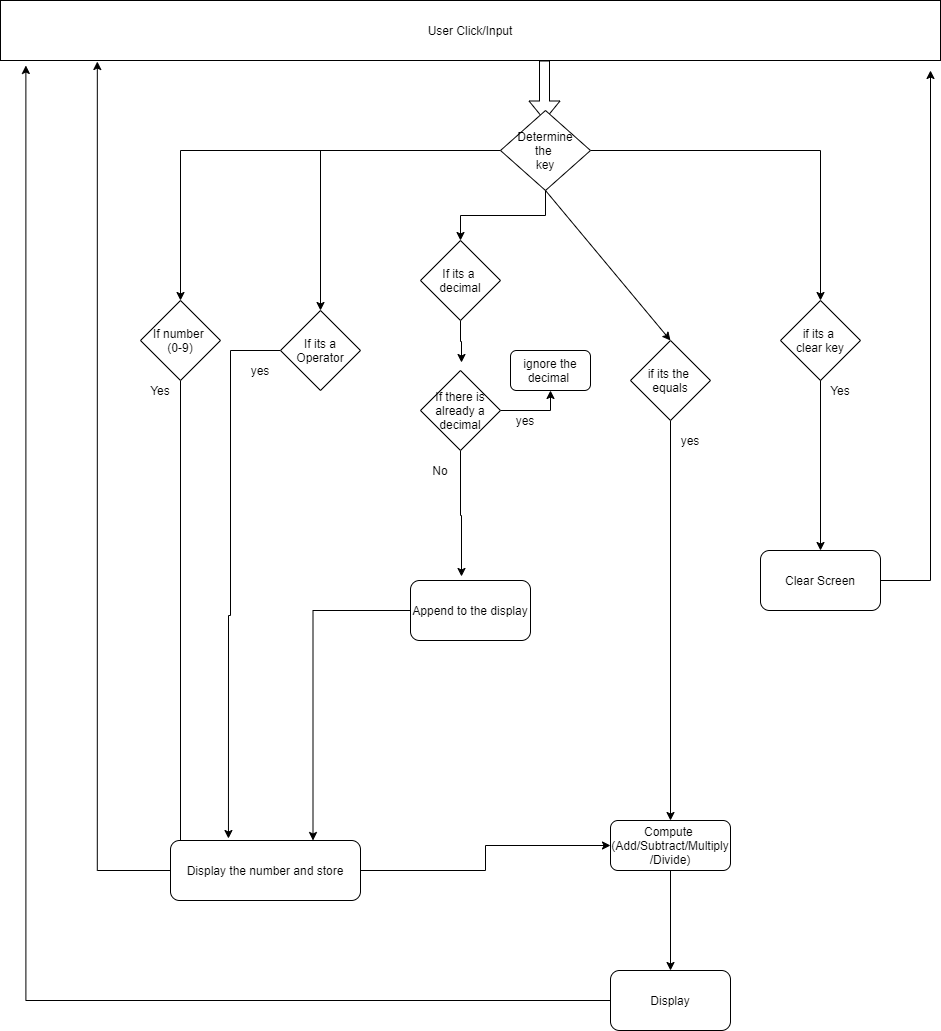 User Click/Input
Determine
the
key
If its a
decimal
If number
(0-9)
If its a
Operator
if its a
clear key
ignore the
decimal
if its the
equals
yes
Yes
If there is
already a
decimal
Yes
yes
yes
No
Clear Screen
Append to the display
Compute
(Add/Subtract/Multiply
/Divide)
Display the number and store
Display